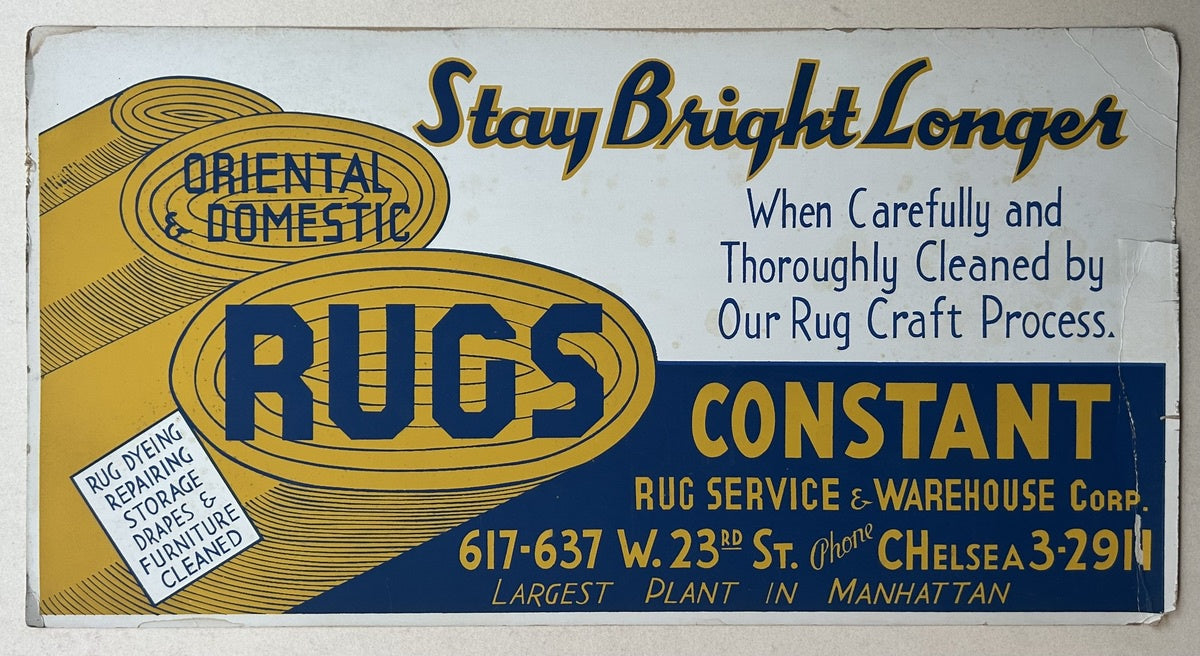 Stay Bright Longer
ORIENTAL
& DOMESTIC
RUGS
When Carefully and
Thoroughly Cleaned by
Our Rug Craft Process.
RUG DYEING
REPAIRING
STORAGE
DRAPES &
FURNITURE
CLEANED
CONSTANT
RUG SERVICE & WAREHOUSE CORP.
617-637 W. 23RD ST. Phone CHELSEA 3-2911
LARGEST PLANT IN MANHATTAN